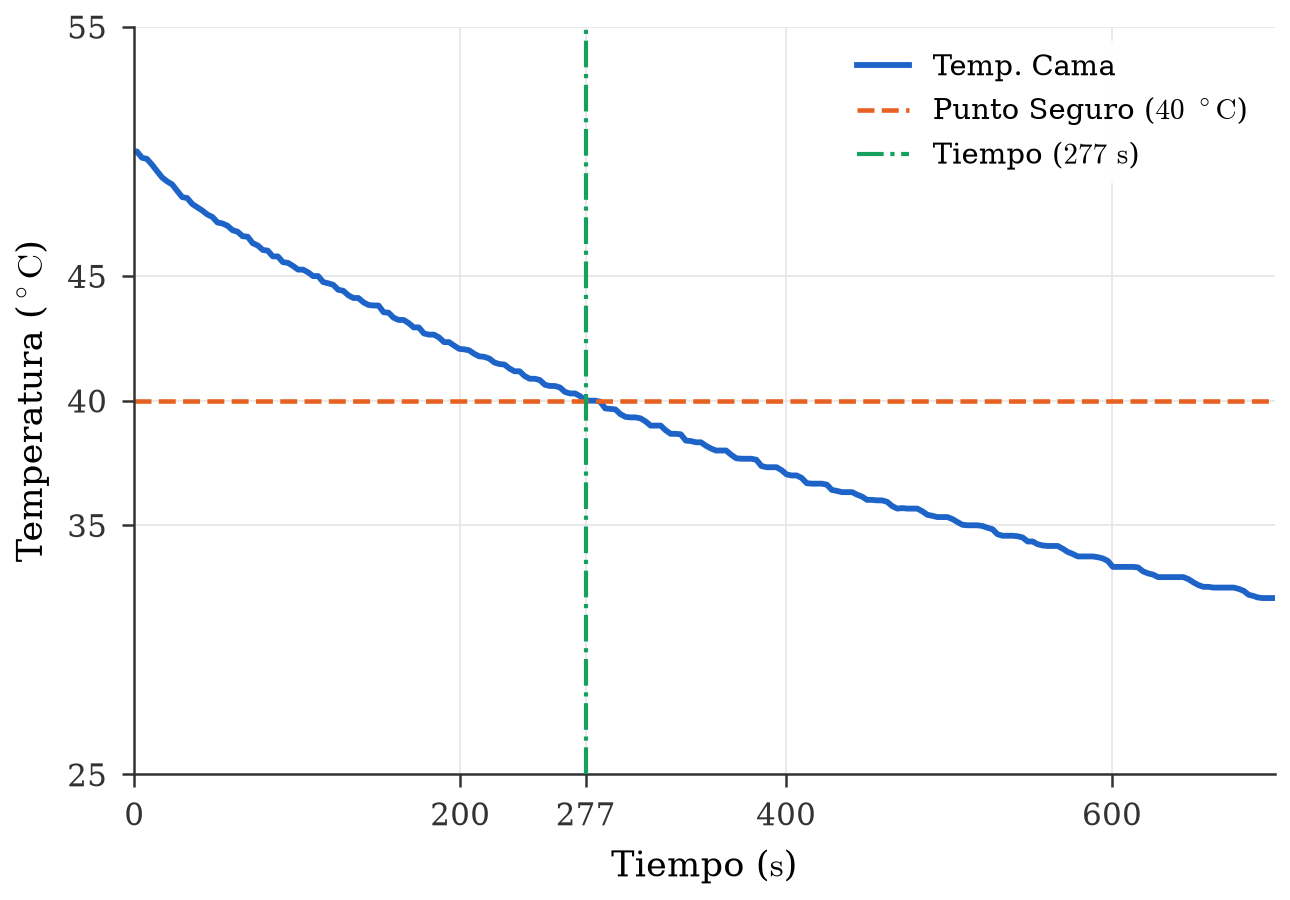 55
45
40
35
25
Temperatura (°C)
Temp. Cama
Punto Seguro (40 °C)
Tiempo (277 s)
0 200 277 400 600
Tiempo (s)